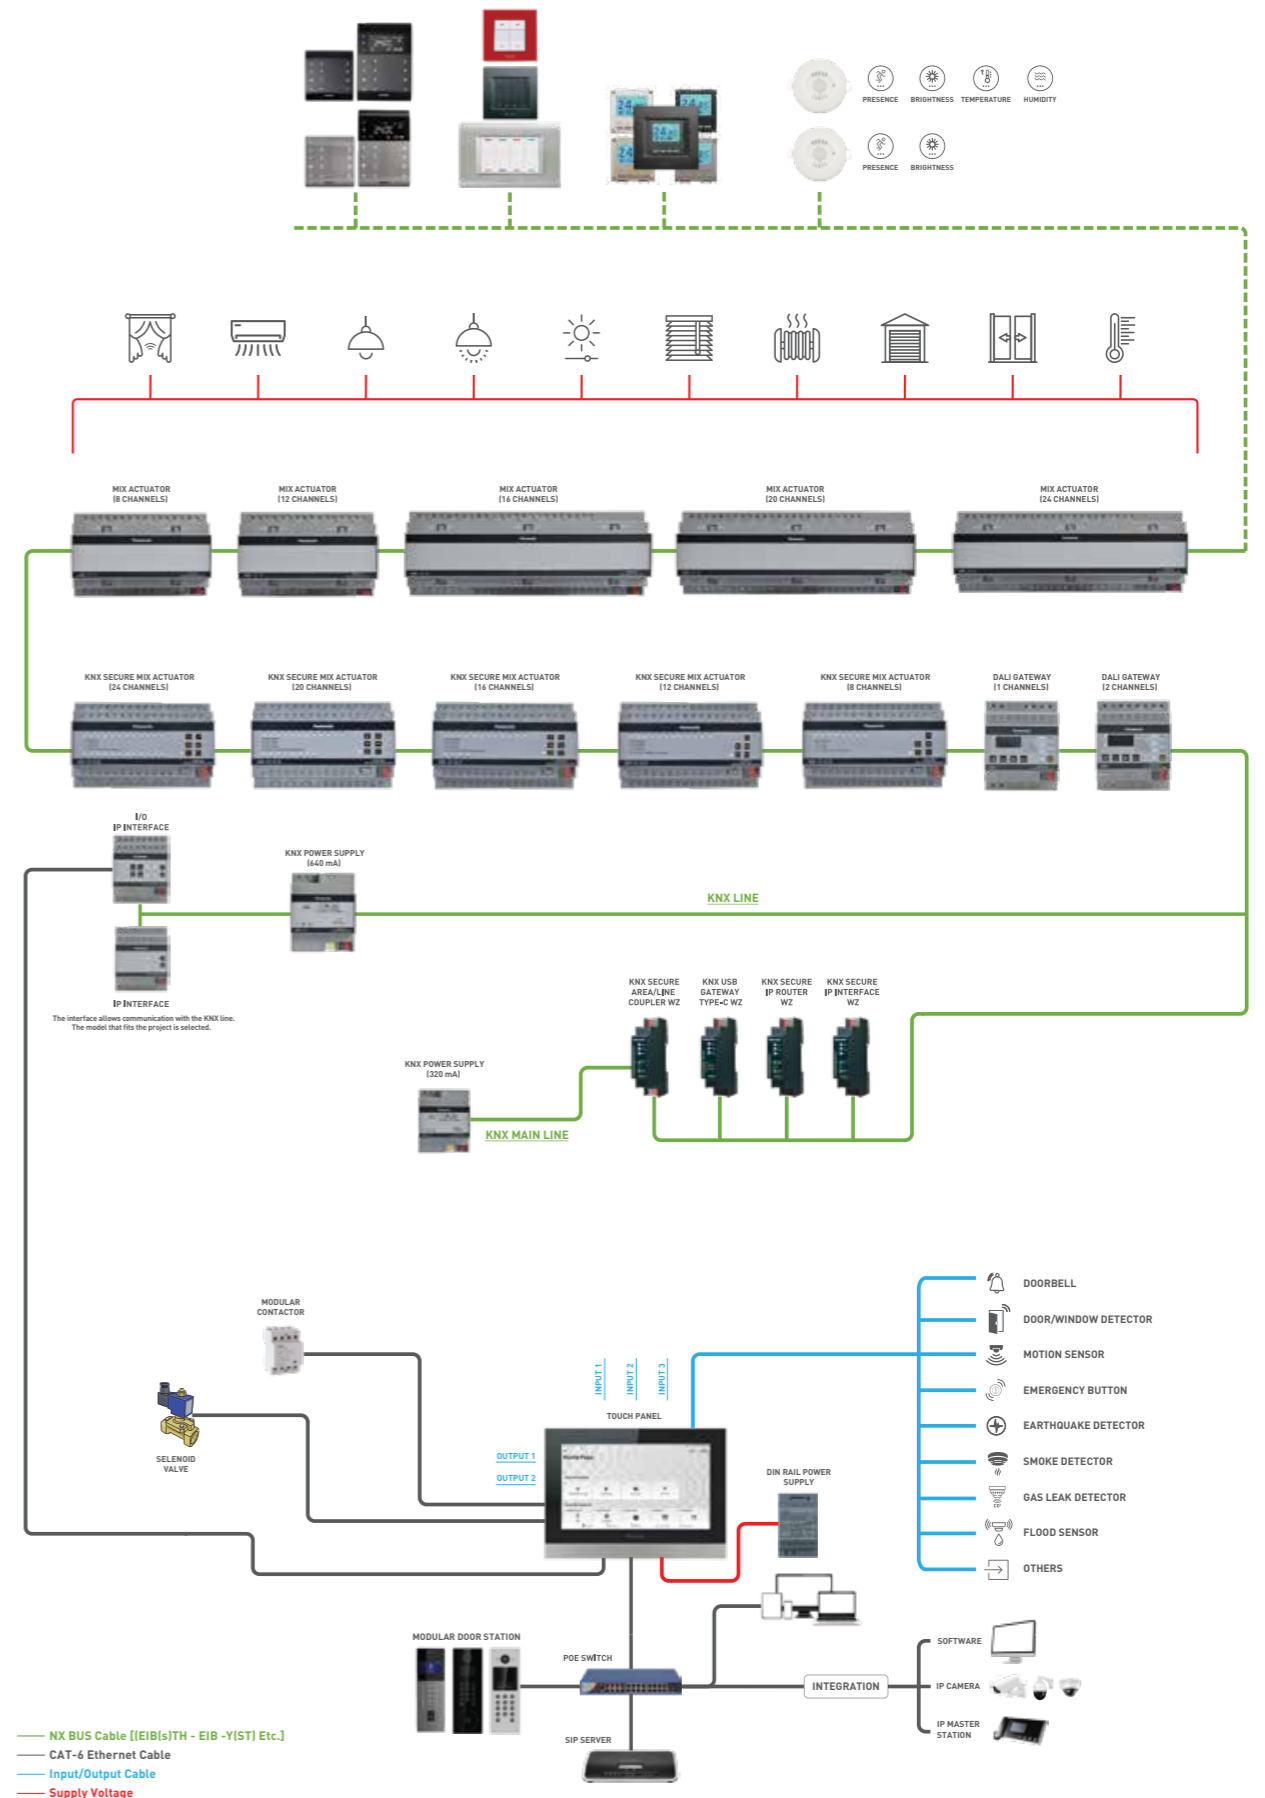 PRESENCE
BRIGHTNESS
TEMPERATURE
HUMIDITY
PRESENCE
BRIGHTNESS
MIX ACTUATOR
(8 CHANNELS)
MIX ACTUATOR
(12 CHANNELS)
MIX ACTUATOR
(16 CHANNELS)
MIX ACTUATOR
(20 CHANNELS)
MIX ACTUATOR
(24 CHANNELS)
KNX SECURE MIX ACTUATOR
(24 CHANNELS)
KNX SECURE MIX ACTUATOR
(20 CHANNELS)
KNX SECURE MIX ACTUATOR
(16 CHANNELS)
KNX SECURE MIX ACTUATOR
(12 CHANNELS)
KNX SECURE MIX ACTUATOR
(8 CHANNELS)
DALI GATEWAY
(1 CHANNELS)
DALI GATEWAY
(2 CHANNELS)
I/O
IP INTERFACE
KNX POWER SUPPLY
(640 mA)
KNX LINE
IP INTERFACE
The interface allows communication with the KNX line.
The model that fits the project is selected.
KNX SECURE
AREA/LINE
COUPLER WZ
KNX USB
GATEWAY
TYPE-C WZ
KNX SECURE
IP ROUTER
WZ
KNX SECURE
IP INTERFACE
WZ
KNX POWER SUPPLY
(320 mA)
KNX MAIN LINE
MODULAR
CONTACTOR
SELENOID
VALVE
INPUT 1
INPUT 2
INPUT 3
TOUCH PANEL
OUTPUT 1
OUTPUT 2
DIN RAIL POWER
SUPPLY
DOORBELL
DOOR/WINDOW DETECTOR
MOTION SENSOR
EMERGENCY BUTTON
EARTHQUAKE DETECTOR
SMOKE DETECTOR
GAS LEAK DETECTOR
FLOOD SENSOR
OTHERS
MODULAR DOOR STATION
POE SWITCH
SIP SERVER
INTEGRATION
SOFTWARE
IP CAMERA
IP MASTER
STATION
NX BUS Cable [(EIB(s)TH - EIB -Y(ST) Etc.]
CAT-6 Ethernet Cable
Input/Output Cable
Supply Voltage